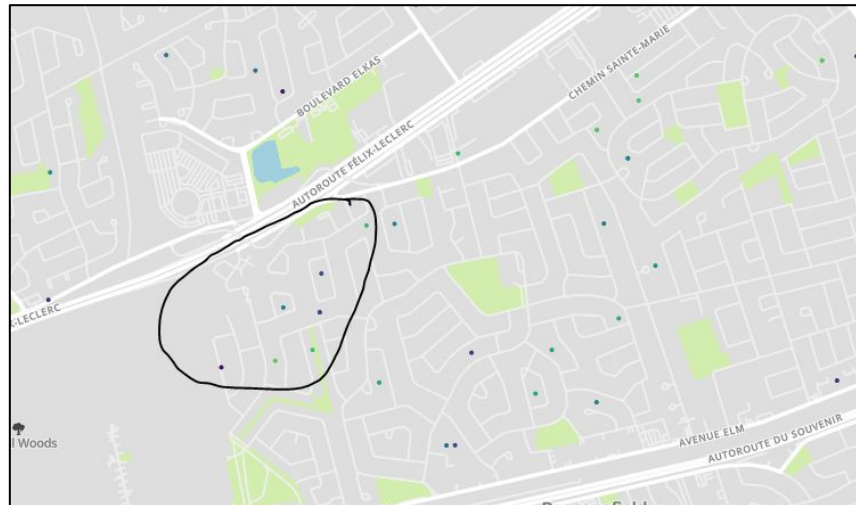 BOULEVARD ELKAS
CHEMIN SAINTE-MARIE
AUTOROUTE FÉLIX-LECLERC
X-LECLERC
l Woods
AVENUE ELM
AUTOROUTE DU SOUVENIR